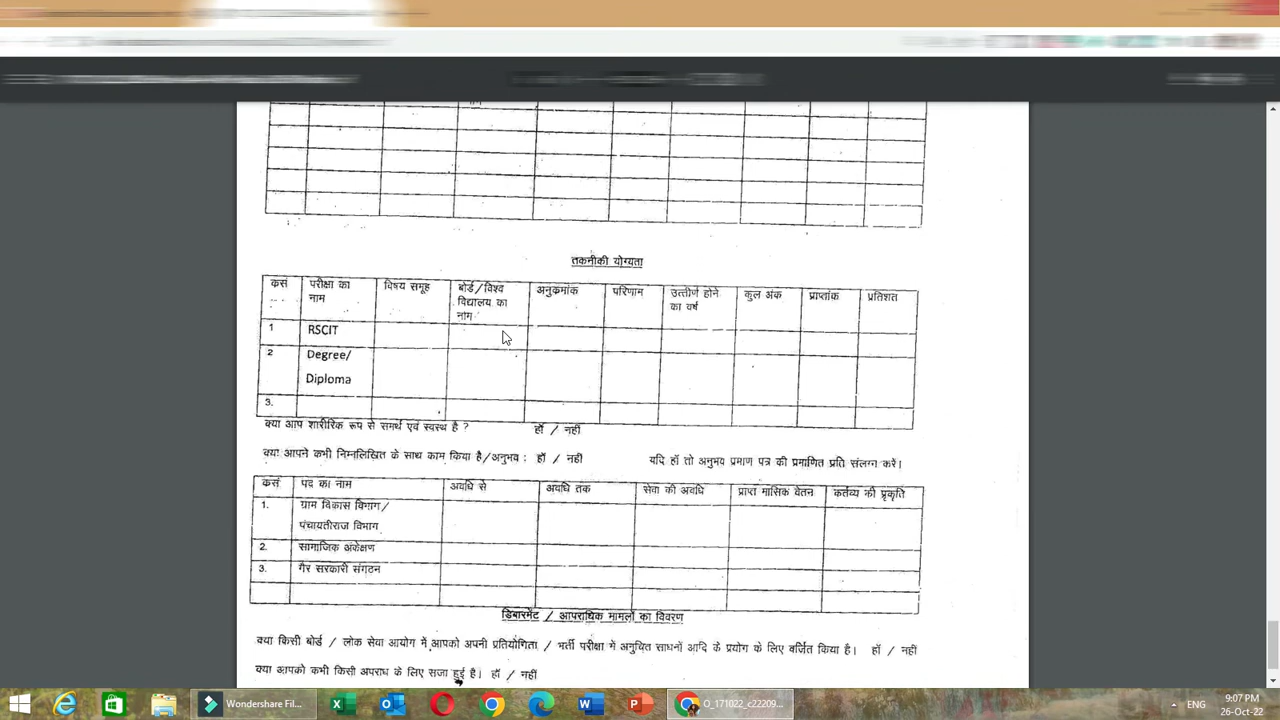 तकनीकी योग्यता
कसं परीक्षा का नाम विषय समूह बोर्ड/विश्व विद्यालय का नाम अनुकमांक परिणाम उत्तीर्ण होने का वर्ष कुल अंक प्राप्तांक प्रतिशत
1 RSCIT
2 Degree/
Diploma
3.
क्या आप शारीरिक रूप से समर्थ एवं स्वस्थ है ? हॉ / नहीं
क्या आपने कभी निम्नलिखित के साथ काम किया है/अनुभव : हॉ / नही यदि हॉ तो अनुभव प्रमाण पत्र की प्रमाणित प्रति संलग्न करें।
कसं पद का नाम अवधि से अवधि तक सेवा की अवधि प्राप्त मासिक वेतन कर्तव्य की प्रकृति
1. ग्राम विकास विभाग/
पंचायतीराज विभाग
2. सामाजिक अंकेक्षण
3. गैर सरकारी संगठन
डिबारमेंट / आपराधिक मामलों का विवरण
क्या किसी बोर्ड / लोक सेवा आयोग में आपको अपनी प्रतियोगिता / भर्ती परीक्षा में अनुचित साधनों आदि के प्रयोग के लिए वर्जित किया है। हॉ / नहीं
क्या आपको कभी किसी अपराध के लिए सजा हुई है। हॉ / नहीं
Wondershare Fil... O_171022_c22209... ENG 9:07 PM
26-Oct-22